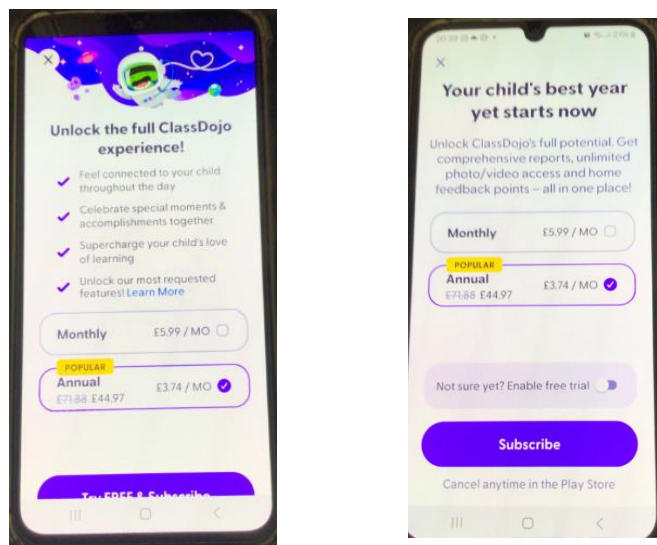 Unlock the full ClassDojo
experience!
Feel connected to your child
throughout the day
Celebrate special moments &
accomplishments together
Supercharge your child's love
of learning
Unlock our most requested
features! Learn More
Monthly £5.99 / MO
POPULAR
Annual
£71.88 £44.97 £3.74 / MO
Try FREE & Subscribe
Your child's best year
yet starts now
Unlock ClassDojo's full potential. Get
comprehensive reports, unlimited
photo/video access and home
feedback points – all in one place!
Monthly £5.99 / MO
POPULAR
Annual
£71.88 £44.97 £3.74 / MO
Not sure yet? Enable free trial
Subscribe
Cancel anytime in the Play Store